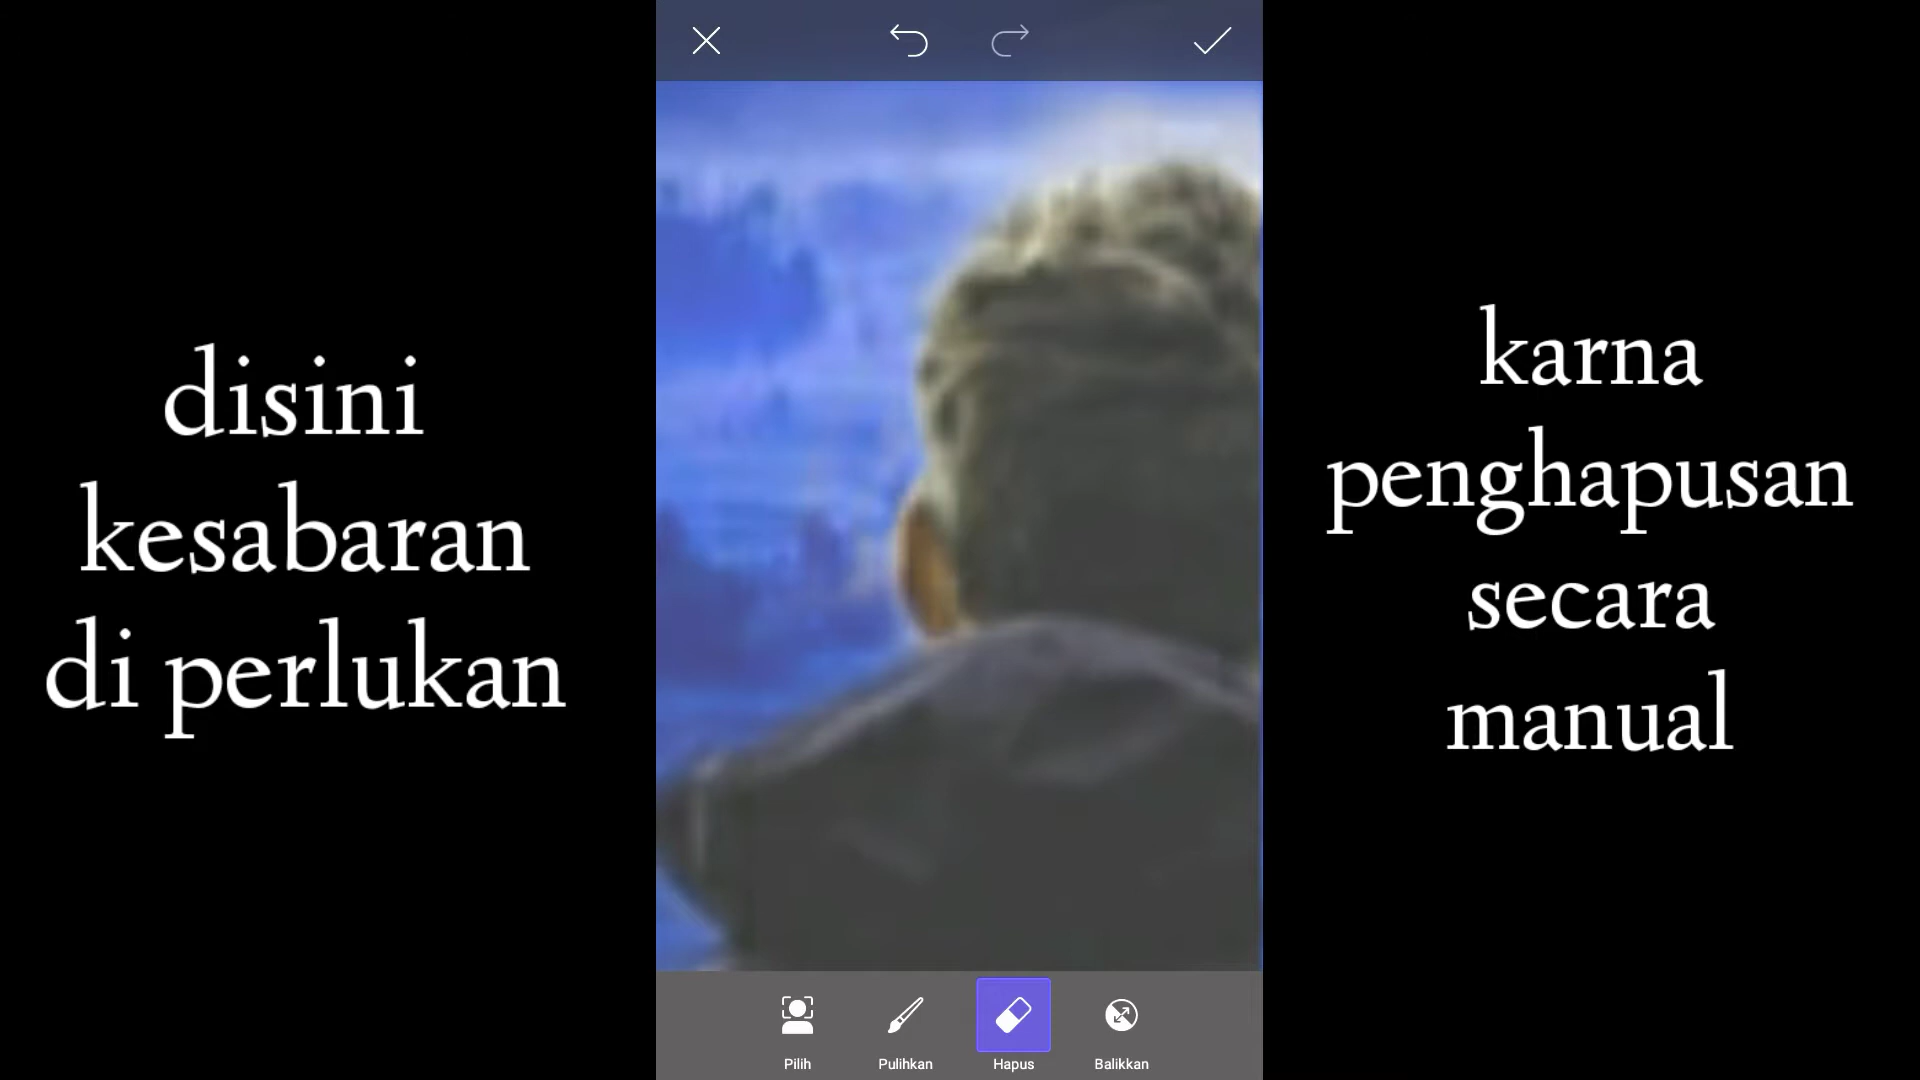 disini
kesabaran
di perlukan
karna
penghapusan
secara
manual
Pilih
Pulihkan
Hapus
Balikkan